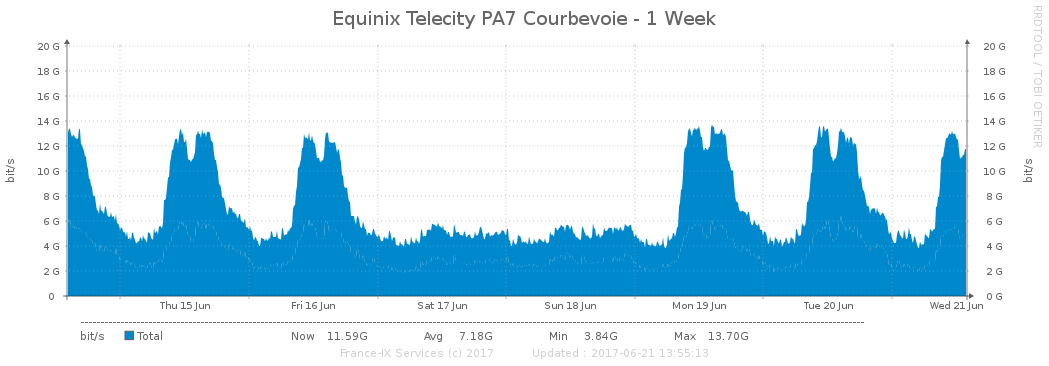 Equinix Telecity PA7 Courbevoie - 1 Week
RRDTOOL / TOBI OETIKER
20 G 20 G
18 G 18 G
16 G 16 G
14 G 14 G
12 G 12 G
10 G 10 G
8 G 8 G
6 G 6 G
4 G 4 G
2 G 2 G
0 0 G
bit/s
bit/s
Thu 15 Jun Fri 16 Jun Sat 17 Jun Sun 18 Jun Mon 19 Jun Tue 20 Jun Wed 21 Jun
bit/s Total Now 11.59G Avg 7.18G Min 3.84G Max 13.70G
France-IX Services (c) 2017 Updated : 2017-06-21 13:55:13